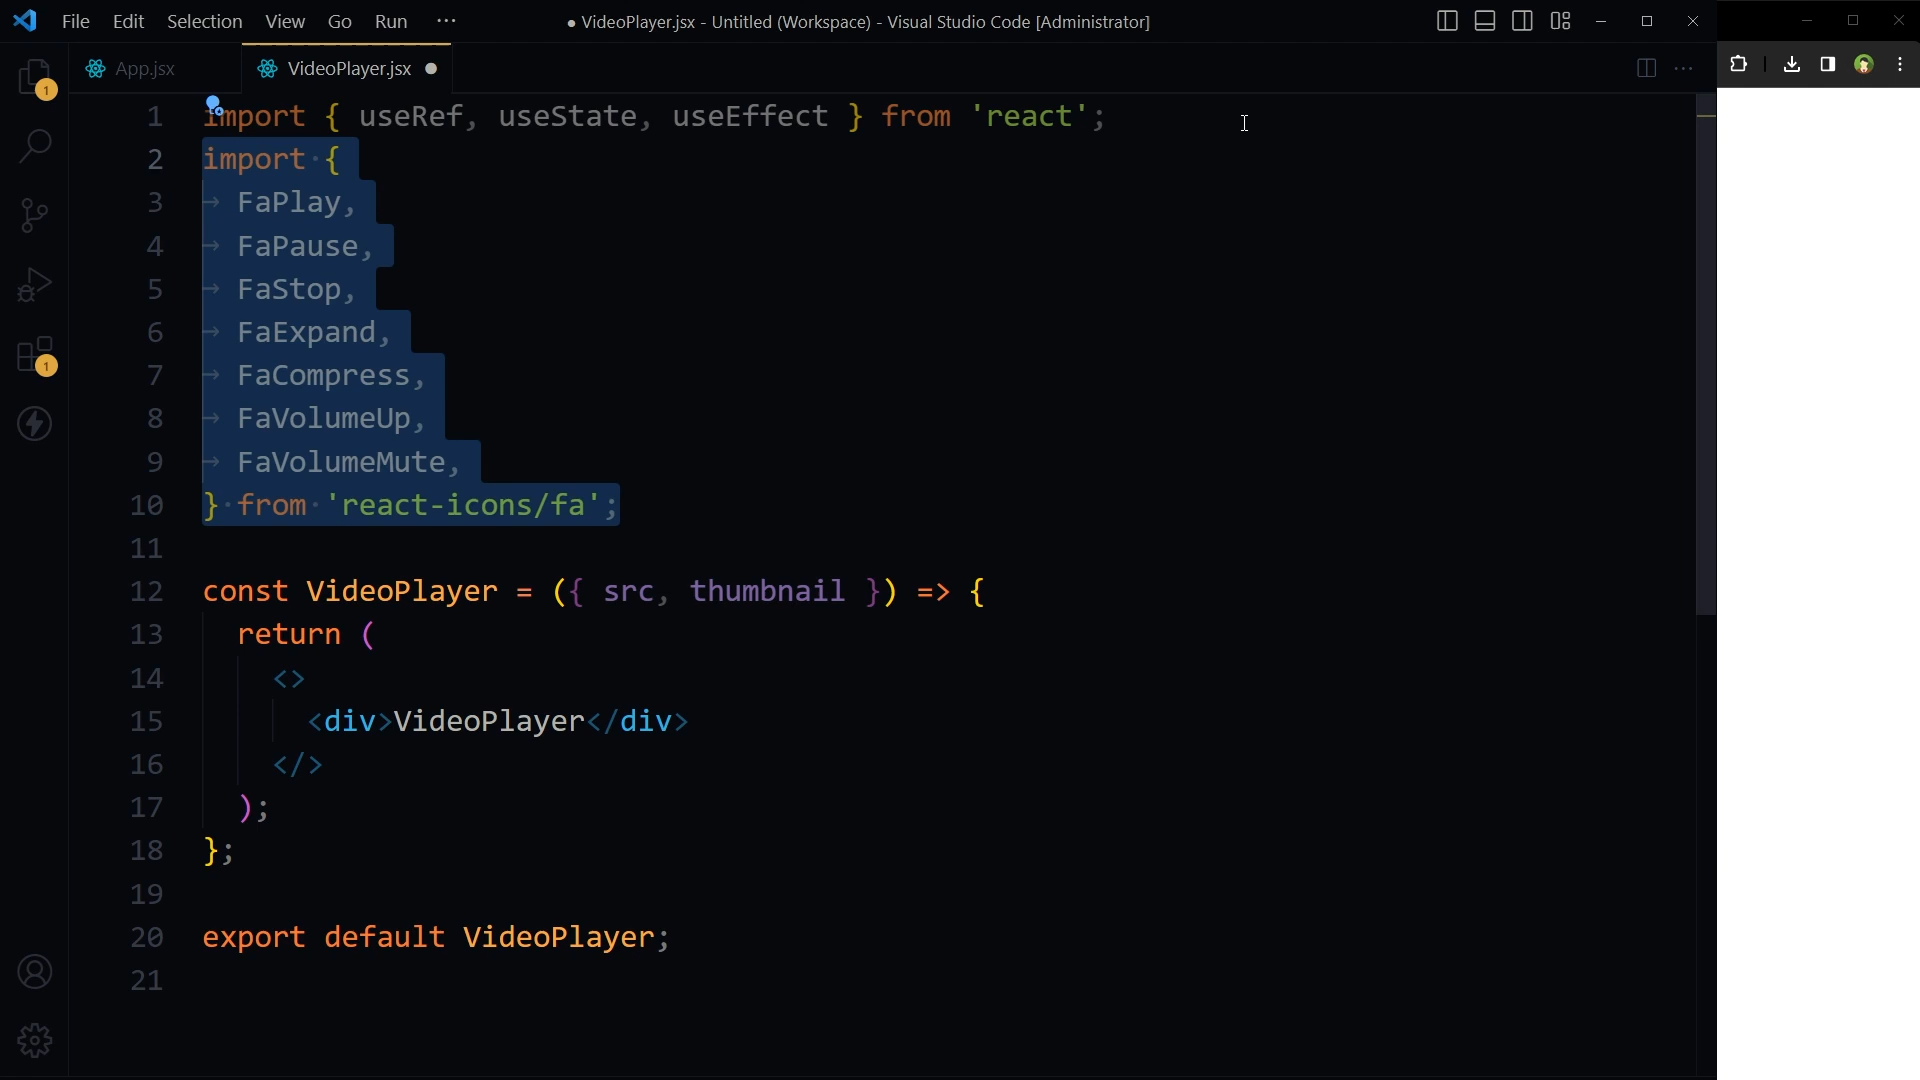 File Edit Selection View Go Run ···
● VideoPlayer.jsx - Untitled (Workspace) - Visual Studio Code [Administrator]
App.jsx VideoPlayer.jsx ●
1 import { useRef, useState, useEffect } from 'react';
2 import {
3 FaPlay,
4 FaPause,
5 FaStop,
6 FaExpand,
7 FaCompress,
8 FaVolumeUp,
9 FaVolumeMute,
10 } from 'react-icons/fa';
11
12 const VideoPlayer = ({ src, thumbnail }) => {
13 return (
14 <>
15 <div>VideoPlayer</div>
16 </>
17 );
18 };
19
20 export default VideoPlayer;
21
1
1